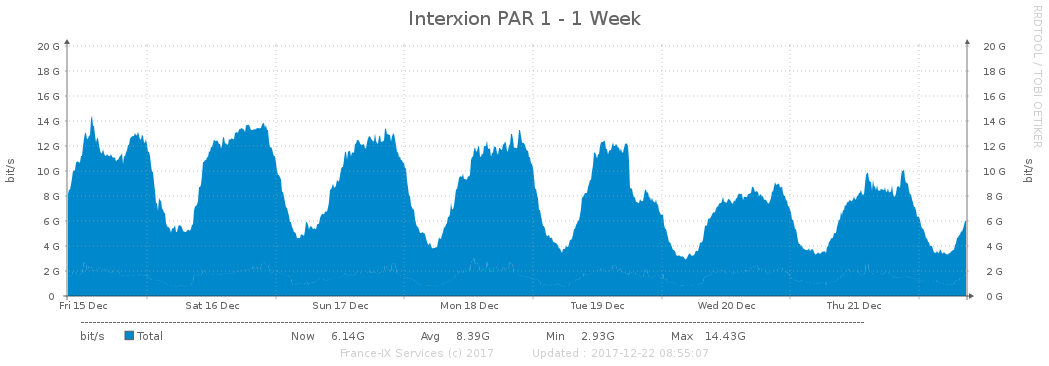 Interxion PAR 1 - 1 Week
RRDTOOL / TOBI OETIKER
bit/s
20 G 20 G
18 G 18 G
16 G 16 G
14 G 14 G
12 G 12 G
10 G 10 G
8 G 8 G
6 G 6 G
4 G 4 G
2 G 2 G
0 0 G
bit/s
Fri 15 Dec Sat 16 Dec Sun 17 Dec Mon 18 Dec Tue 19 Dec Wed 20 Dec Thu 21 Dec
bit/s Total Now 6.14G Avg 8.39G Min 2.93G Max 14.43G
France-IX Services (c) 2017 Updated : 2017-12-22 08:55:07